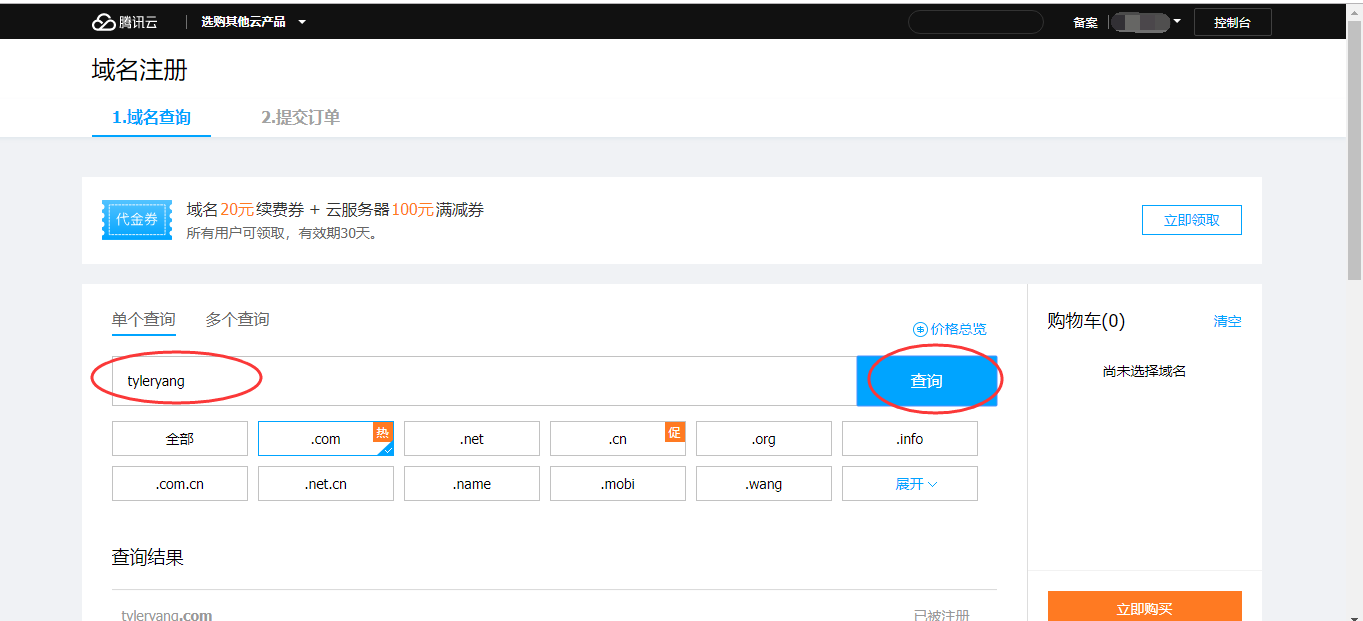 腾讯云 选购其他云产品 备案 控制台
域名注册
1.域名查询 2.提交订单
代金券
域名20元续费券 + 云服务器100元满减券
所有用户可领取，有效期30天。
立即领取
单个查询 多个查询
价格总览
tyleryang
查询
全部 .com 热 .net .cn 促 .org .info
.com.cn .net.cn .name .mobi .wang 展开
查询结果
tyleryang.com 已被注册
购物车(0) 清空
尚未选择域名
立即购买